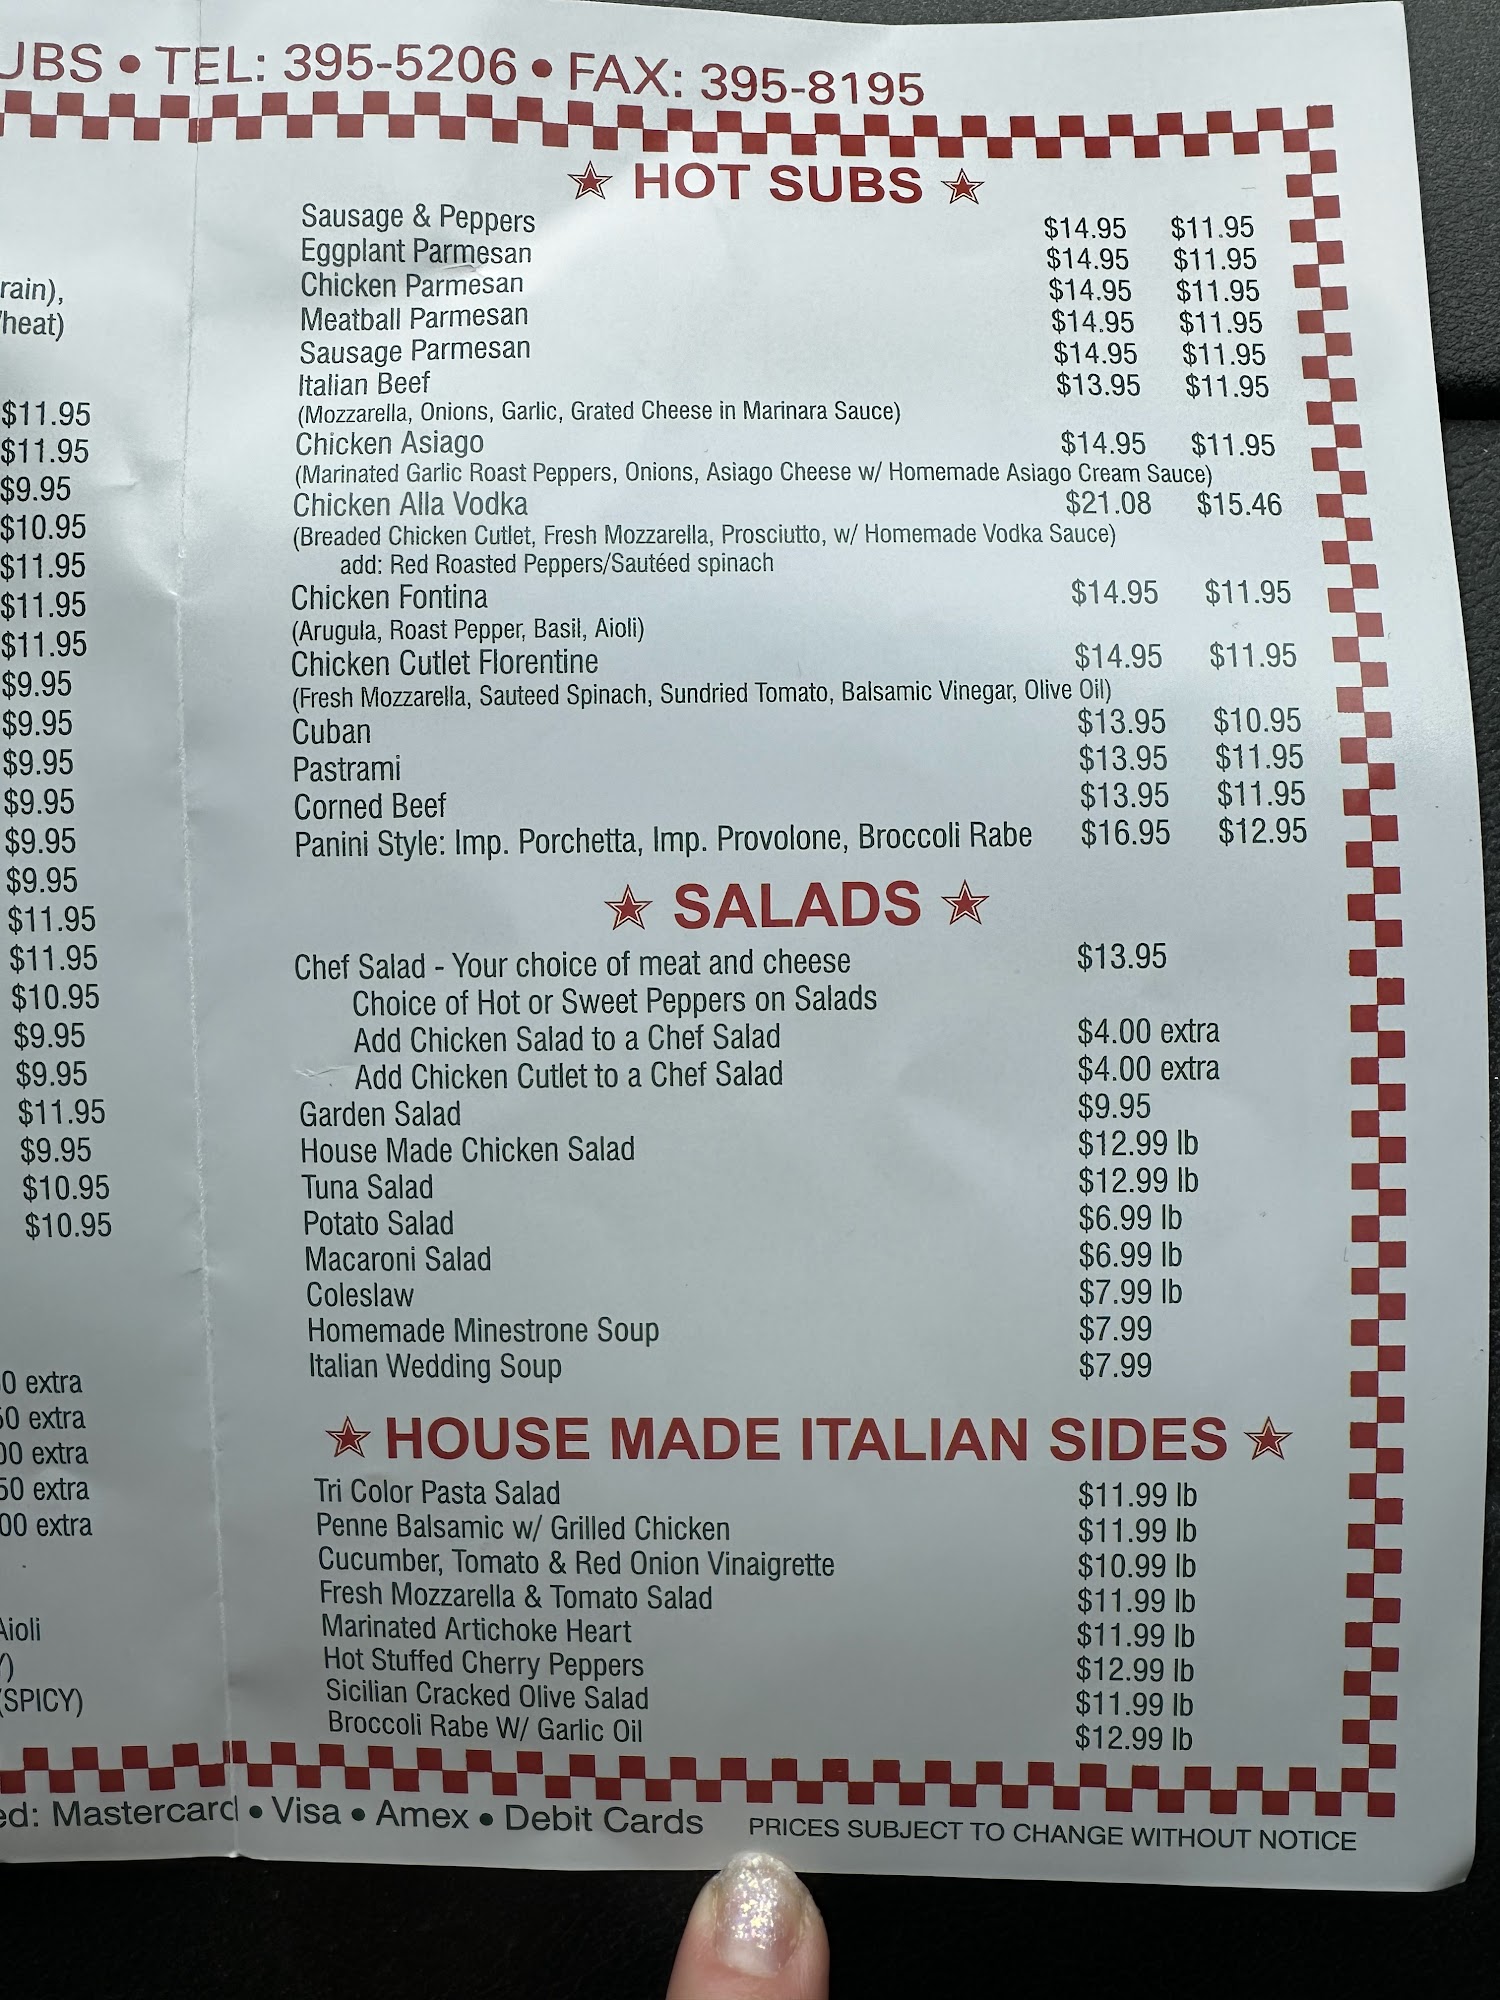 UBS • TEL: 395-5206 • FAX: 395-8195
rain),
heat)
$11.95
$11.95
$9.95
$10.95
$11.95
$11.95
$11.95
$9.95
$9.95
$9.95
$9.95
$9.95
$9.95
$11.95
$11.95
$10.95
$9.95
$9.95
$11.95
$9.95
$10.95
$10.95
0 extra
50 extra
00 extra
50 extra
00 extra
Aioli
(SPICY)
HOT SUBS
Sausage & Peppers $14.95 $11.95
Eggplant Parmesan $14.95 $11.95
Chicken Parmesan $14.95 $11.95
Meatball Parmesan $14.95 $11.95
Sausage Parmesan $14.95 $11.95
Italian Beef $13.95 $11.95
(Mozzarella, Onions, Garlic, Grated Cheese in Marinara Sauce)
Chicken Asiago $14.95 $11.95
(Marinated Garlic Roast Peppers, Onions, Asiago Cheese w/ Homemade Asiago Cream Sauce)
Chicken Alla Vodka $21.08 $15.46
(Breaded Chicken Cutlet, Fresh Mozzarella, Prosciutto, w/ Homemade Vodka Sauce)
add: Red Roasted Peppers/Sautéed spinach
Chicken Fontina $14.95 $11.95
(Arugula, Roast Pepper, Basil, Aioli)
Chicken Cutlet Florentine $14.95 $11.95
(Fresh Mozzarella, Sauteed Spinach, Sundried Tomato, Balsamic Vinegar, Olive Oil)
Cuban $13.95 $10.95
Pastrami $13.95 $11.95
Corned Beef $13.95 $11.95
Panini Style: Imp. Porchetta, Imp. Provolone, Broccoli Rabe $16.95 $12.95
SALADS
Chef Salad - Your choice of meat and cheese $13.95
Choice of Hot or Sweet Peppers on Salads
Add Chicken Salad to a Chef Salad $4.00 extra
Add Chicken Cutlet to a Chef Salad $4.00 extra
Garden Salad $9.95
House Made Chicken Salad $12.99 lb
Tuna Salad $12.99 lb
Potato Salad $6.99 lb
Macaroni Salad $6.99 lb
Coleslaw $7.99 lb
Homemade Minestrone Soup $7.99
Italian Wedding Soup $7.99
HOUSE MADE ITALIAN SIDES
Tri Color Pasta Salad $11.99 lb
Penne Balsamic w/ Grilled Chicken $11.99 lb
Cucumber, Tomato & Red Onion Vinaigrette $10.99 lb
Fresh Mozzarella & Tomato Salad $11.99 lb
Marinated Artichoke Heart $11.99 lb
Hot Stuffed Cherry Peppers $12.99 lb
Sicilian Cracked Olive Salad $11.99 lb
Broccoli Rabe W/ Garlic Oil $12.99 lb
ed: Mastercard • Visa • Amex • Debit Cards PRICES SUBJECT TO CHANGE WITHOUT NOTICE